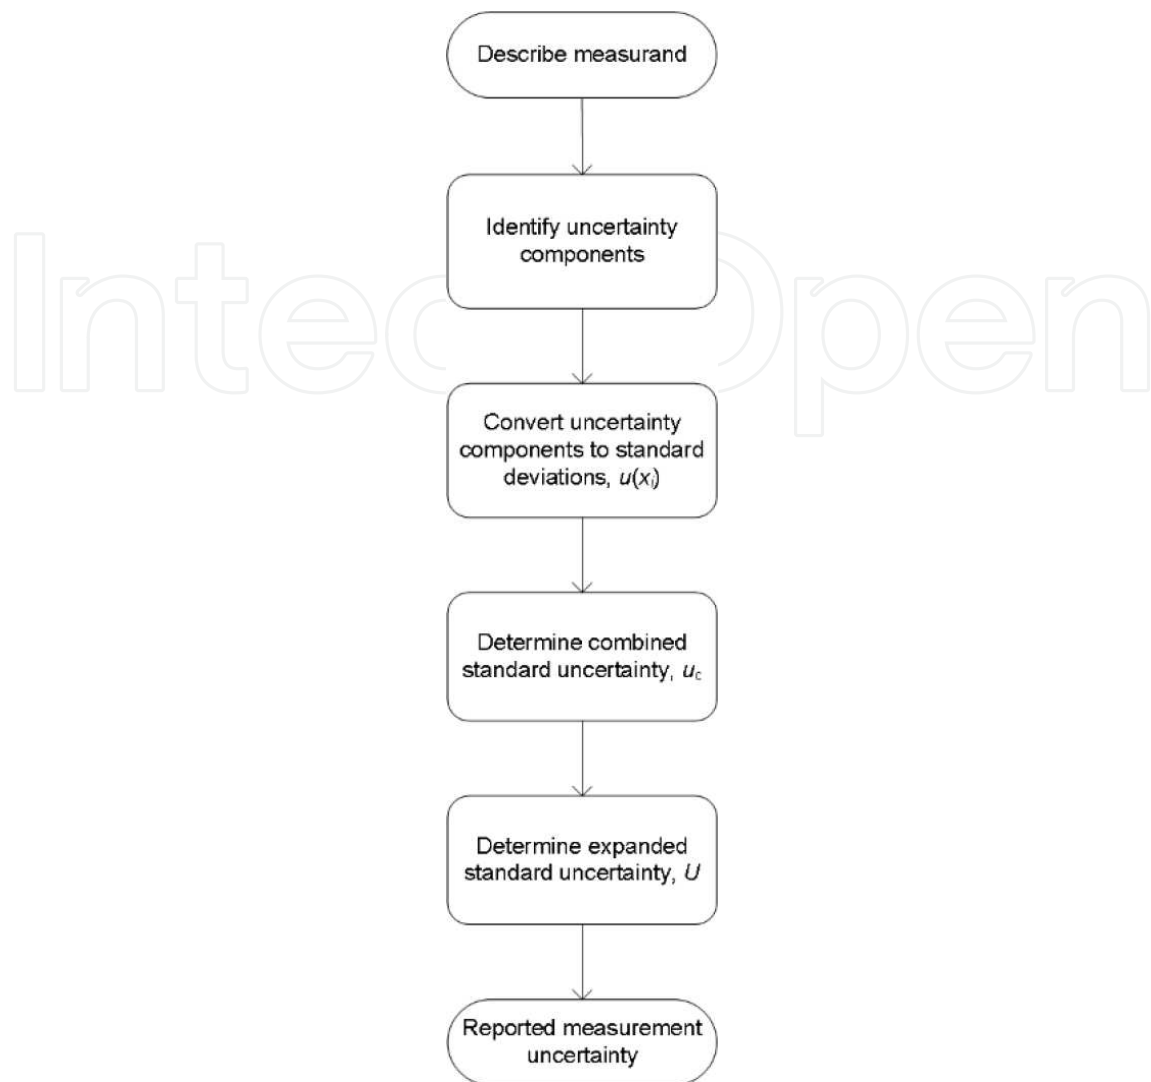 Describe measurand
Identify uncertainty
components
IntechOpen
Convert uncertainty
components to standard
deviations, u(xᵢ)
Determine combined
standard uncertainty, u_c
Determine expanded
standard uncertainty, U
Reported measurement
uncertainty